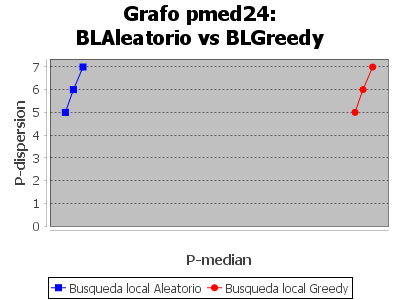 Grafo pmed24:
BLAleatorio vs BLGreedy
7
6
5
4
3
2
1
0
P-dispersion
P-median
Busqueda local Aleatorio
Busqueda local Greedy